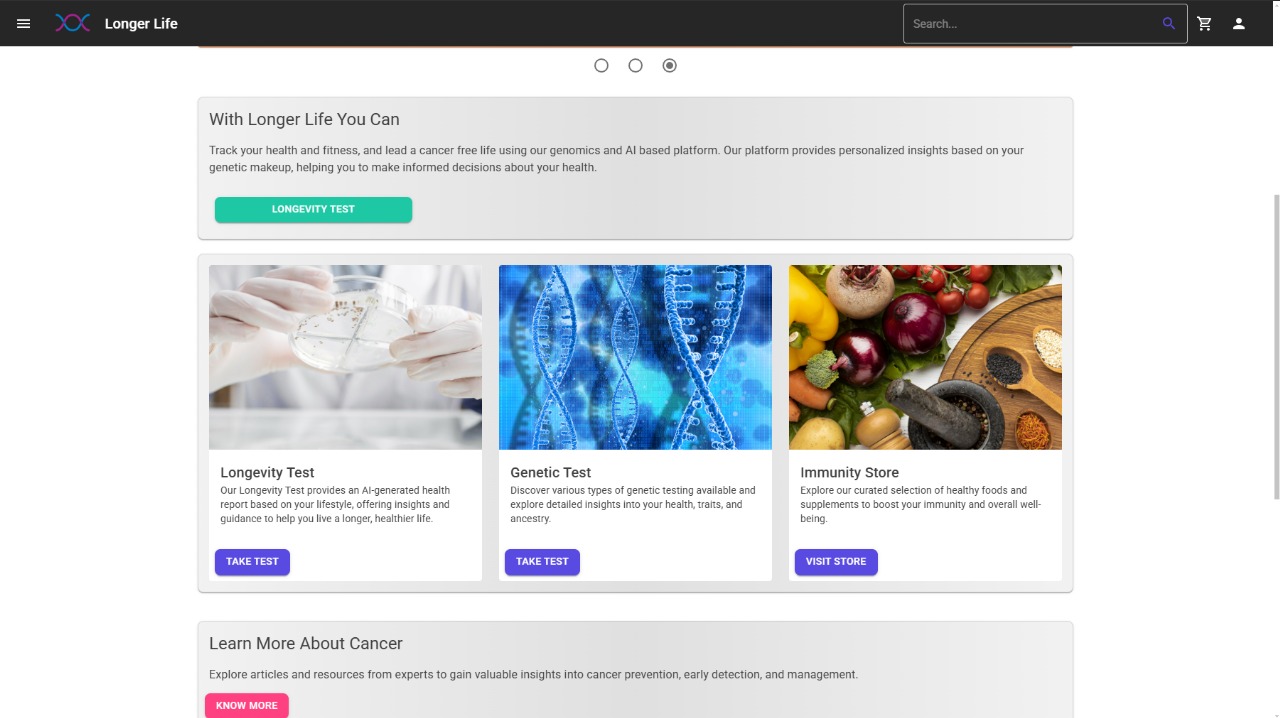 Longer Life
Search...
With Longer Life You Can
Track your health and fitness, and lead a cancer free life using our genomics and AI based platform. Our platform provides personalized insights based on your
genetic makeup, helping you to make informed decisions about your health.
LONGEVITY TEST
Longevity Test
Our Longevity Test provides an AI-generated health
report based on your lifestyle, offering insights and
guidance to help you live a longer, healthier life.
TAKE TEST
Genetic Test
Discover various types of genetic testing available and
explore detailed insights into your health, traits, and
ancestry.
TAKE TEST
Immunity Store
Explore our curated selection of healthy foods and
supplements to boost your immunity and overall well-
being.
VISIT STORE
Learn More About Cancer
Explore articles and resources from experts to gain valuable insights into cancer prevention, early detection, and management.
KNOW MORE